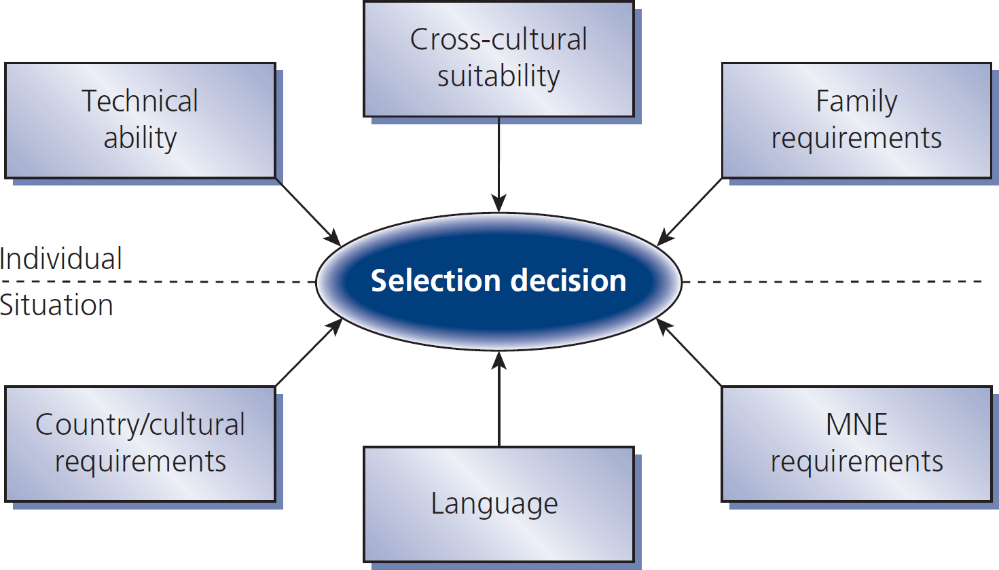 Cross-cultural
suitability
Technical
ability
Family
requirements
Individual
Selection decision
Situation
Country/cultural
requirements
Language
MNE
requirements